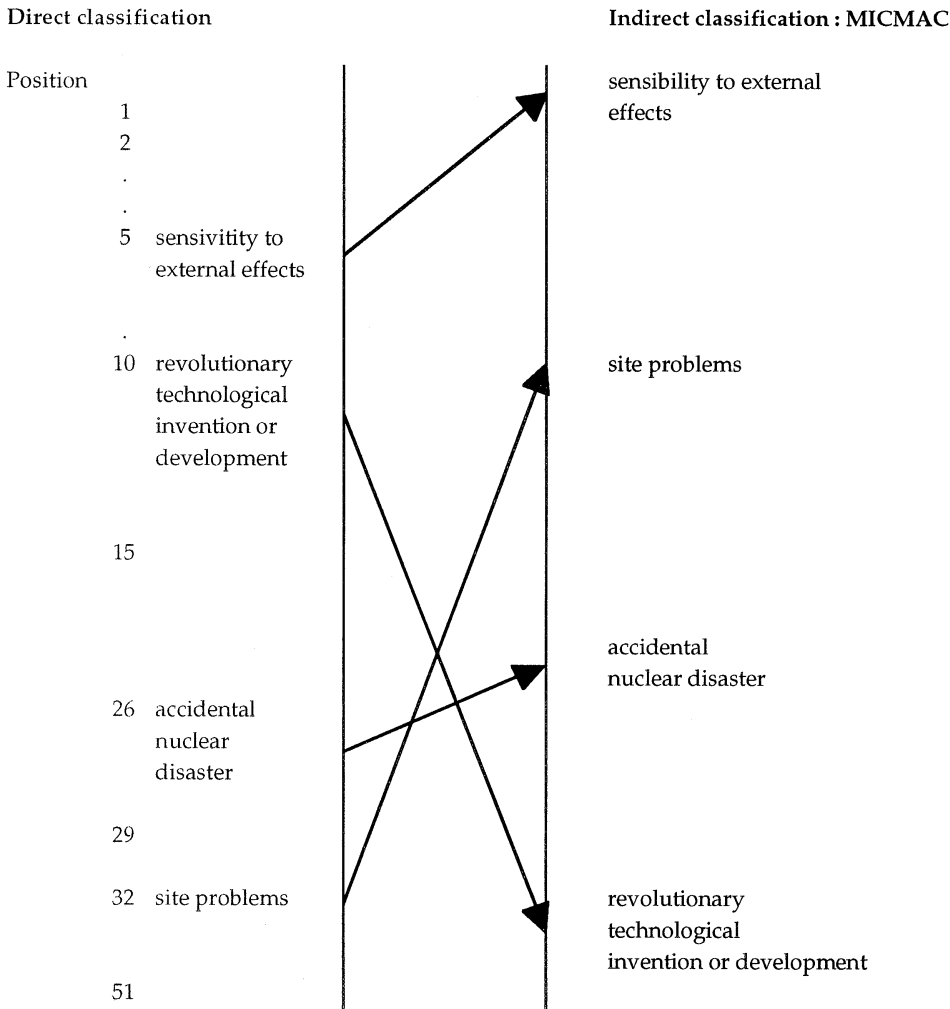 Direct classification
Indirect classification : MICMAC
Position
1
2
.
.
5 sensivitity to
external effects
.
10 revolutionary
technological
invention or
development
15
26 accidental
nuclear
disaster
29
32 site problems
51
sensibility to external
effects
site problems
accidental
nuclear disaster
revolutionary
technological
invention or development